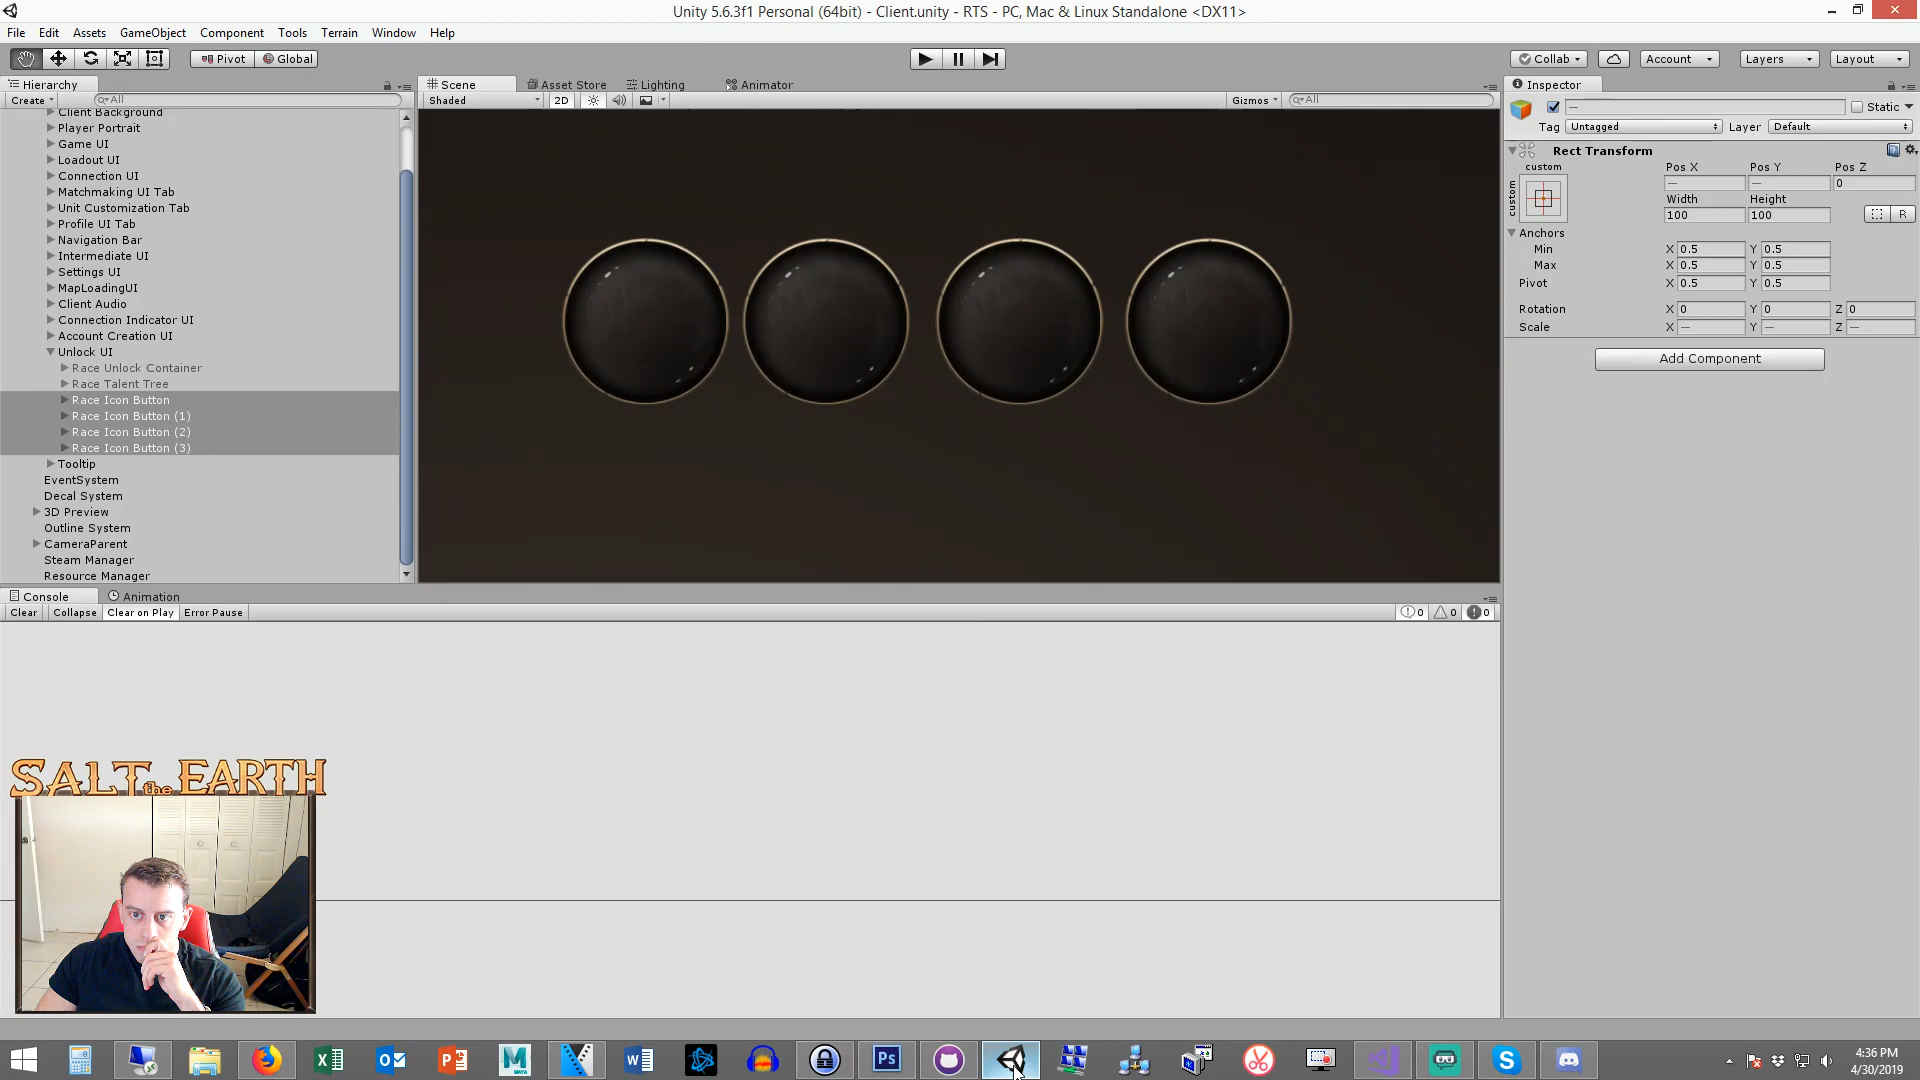 Unity 5.6.3f1 Personal (64bit) - Client.unity - RTS - PC, Mac & Linux Standalone <DX11>
File Edit Assets GameObject Component Tools Terrain Window Help
Pivot Global Collab Account Layers Layout
Hierarchy
Create All
Client Background
Player Portrait
Game UI
Loadout UI
Connection UI
Matchmaking UI Tab
Unit Customization Tab
Profile UI Tab
Navigation Bar
Intermediate UI
Settings UI
MapLoadingUI
Client Audio
Connection Indicator UI
Account Creation UI
Unlock UI
Race Unlock Container
Race Talent Tree
Race Icon Button
Race Icon Button (1)
Race Icon Button (2)
Race Icon Button (3)
Tooltip
EventSystem
Decal System
3D Preview
Outline System
CameraParent
Steam Manager
Resource Manager
Scene Asset Store Lighting Animator
Shaded 2D Gizmos All
Inspector
— Static
Tag Untagged Layer Default
Rect Transform
custom
custom
Pos X Pos Y Pos Z
— — 0
Width Height
100 100 R
Anchors
Min X 0.5 Y 0.5
Max X 0.5 Y 0.5
Pivot X 0.5 Y 0.5
Rotation X 0 Y 0 Z 0
Scale X — Y — Z —
Add Component
Console Animation
Clear Collapse Clear on Play Error Pause 0 0 0
SALT the EARTH
Ps
MAYA
4:36 PM
4/30/2019